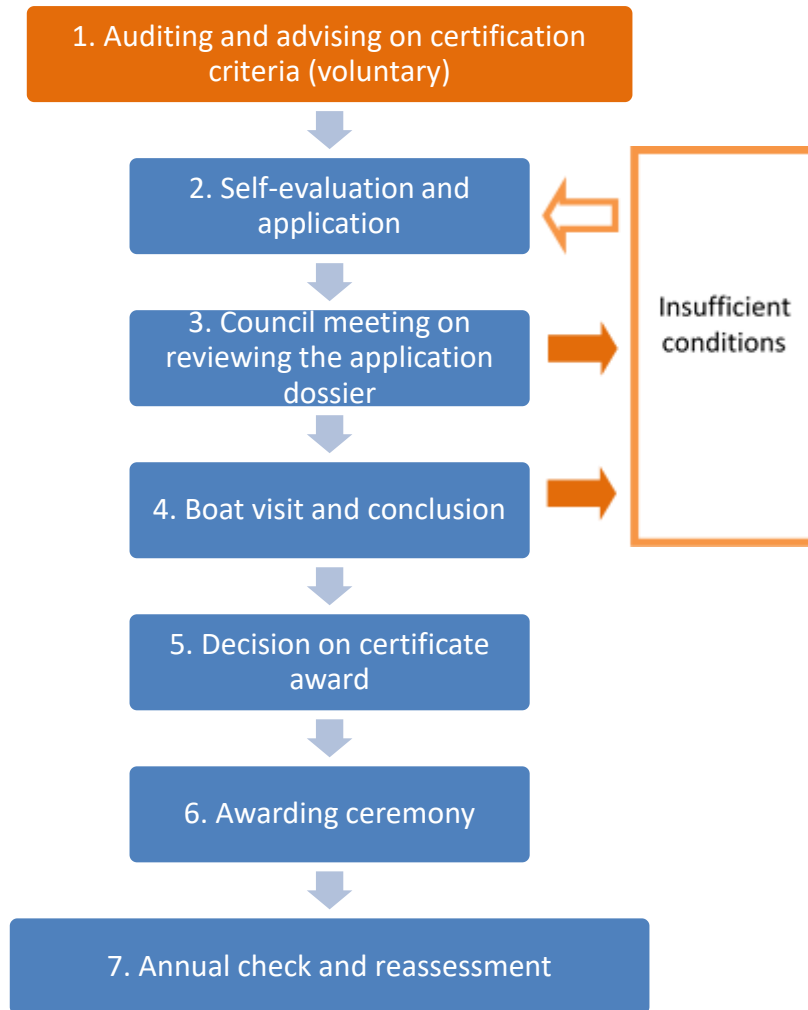 1. Auditing and advising on certification
criteria (voluntary)
2. Self-evaluation and
application
Insufficient
conditions
3. Council meeting on
reviewing the application
dossier
4. Boat visit and conclusion
5. Decision on certificate
award
6. Awarding ceremony
7. Annual check and reassessment